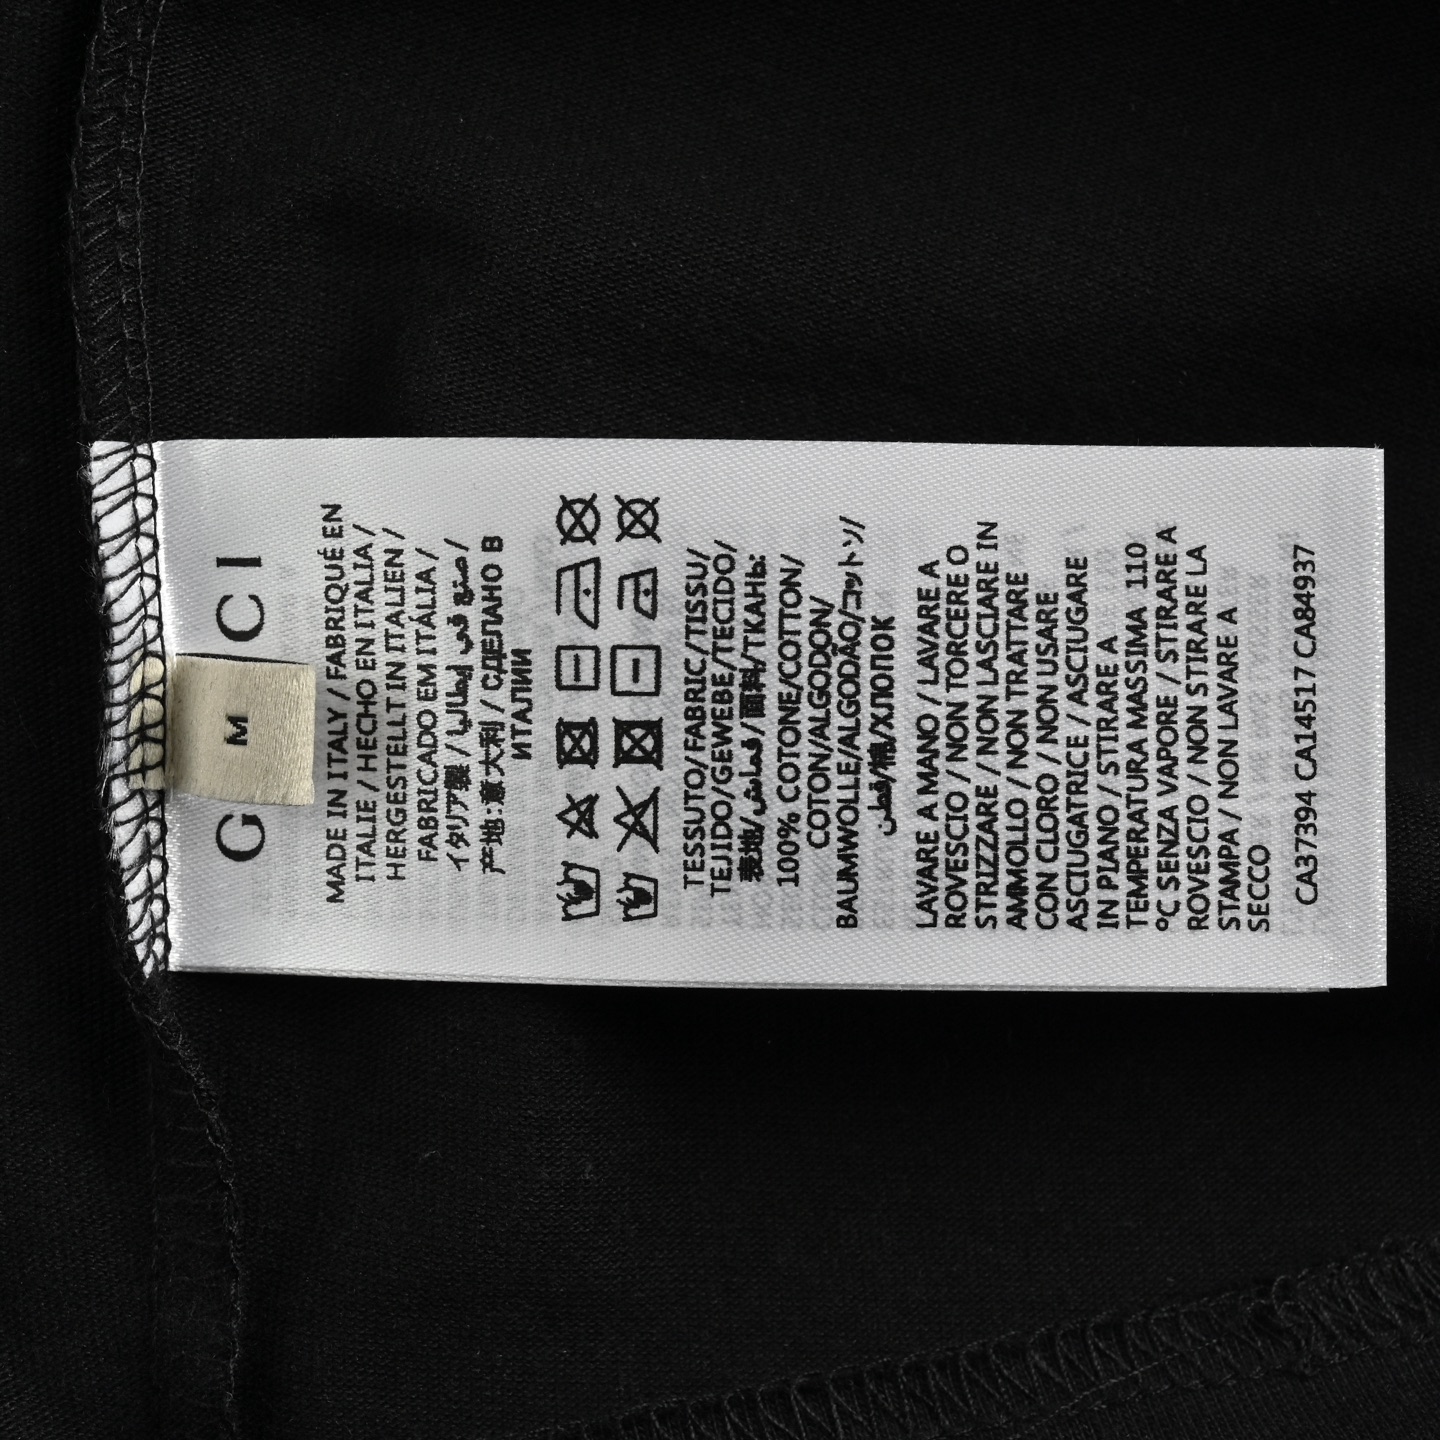 G CCI
M
MADE IN ITALY / FABRIQUÉ EN
ITALIE / HECHO EN ITALIA /
HERGESTELLT IN ITALIEN /
FABRICADO EM ITÁLIA /
イタリア製 / صنع في إيطاليا /
产地:意大利 / СДЕЛАНО В
ИТАЛИИ
TESSUTO/FABRIC/TISSU/
TEJIDO/GEWEBE/TECIDO/
表地/قماش/面料/ТКАНЬ:
100% COTONE/COTTON/
COTON/ALGODON/
BAUMWOLLE/ALGODÃO/コットン/
قطن/棉/ХЛОПОК
LAVARE A MANO / LAVARE A
ROVESCIO / NON TORCERE O
STRIZZARE / NON LASCIARE IN
AMMOLLO / NON TRATTARE
CON CLORO / NON USARE
ASCIUGATRICE / ASCIUGARE
IN PIANO / STIRARE A
TEMPERATURA MASSIMA 110
°C SENZA VAPORE / STIRARE A
ROVESCIO / NON STIRARE LA
STAMPA / NON LAVARE A
SECCO
CA37394 CA14517 CA84937